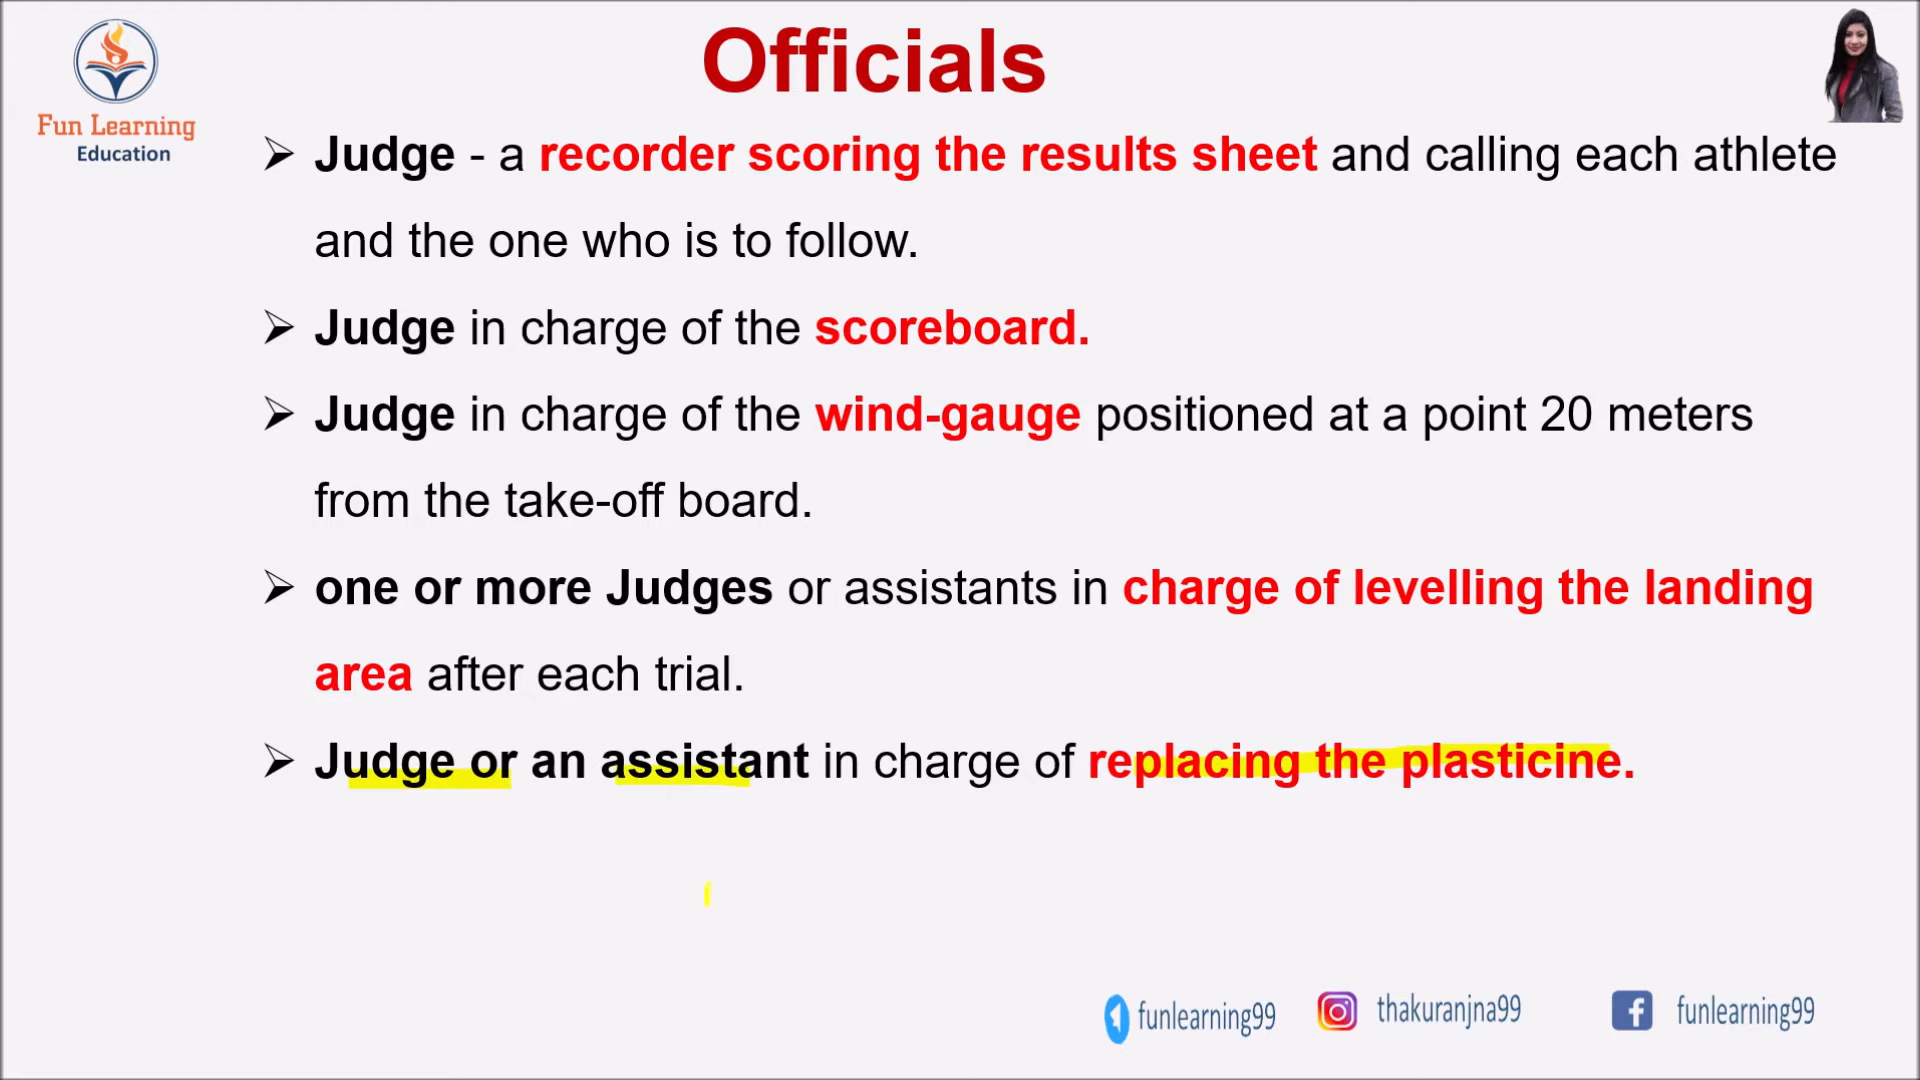 Officials
Fun Learning
Education
➢ Judge - a recorder scoring the results sheet and calling each athlete
and the one who is to follow.
➢ Judge in charge of the scoreboard.
➢ Judge in charge of the wind-gauge positioned at a point 20 meters
from the take-off board.
➢ one or more Judges or assistants in charge of levelling the landing
area after each trial.
➢ Judge or an assistant in charge of replacing the plasticine.
funlearning99 thakuranjna99 funlearning99